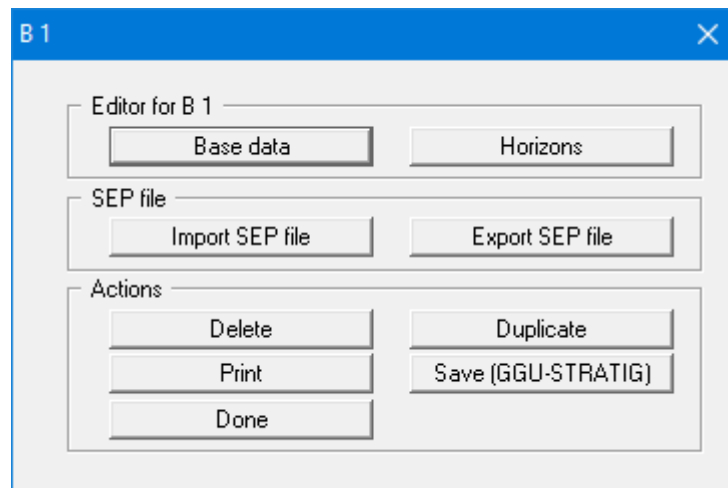 B 1
Editor for B 1
Base data
Horizons
SEP file
Import SEP file
Export SEP file
Actions
Delete
Duplicate
Print
Save (GGU-STRATIG)
Done